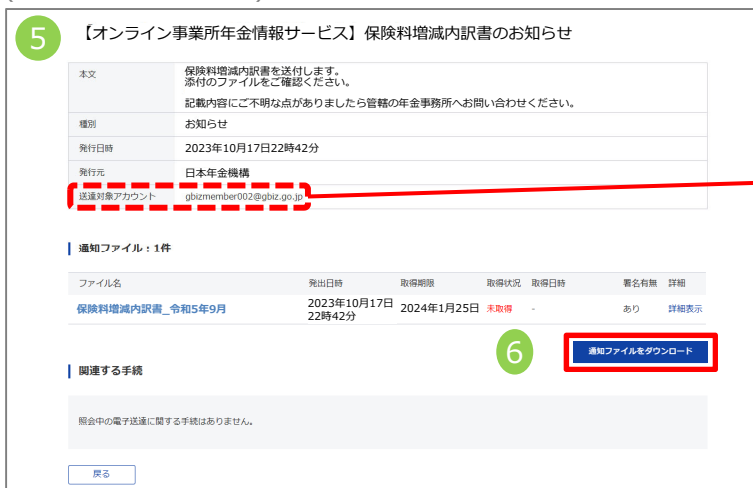 5
【オンライン事業所年金情報サービス】保険料増減内訳書のお知らせ
本文
保険料増減内訳書を送付します。
添付のファイルをご確認ください。
記載内容にご不明な点がありましたら管轄の年金事務所へお問い合わせください。
種別 お知らせ
発行日時 2023年10月17日22時42分
発行元 日本年金機構
送達対象アカウント gbizmember002@gbiz.go.jp
通知ファイル：1件
ファイル名 発出日時 取得期限 取得状況 取得日時 署名有無 詳細
保険料増減内訳書_令和5年9月 2023年10月17日 2024年1月25日 未取得 - あり 詳細表示
22時42分
6
通知ファイルをダウンロード
関連する手続
照会中の電子送達に関する手続はありません。
戻る